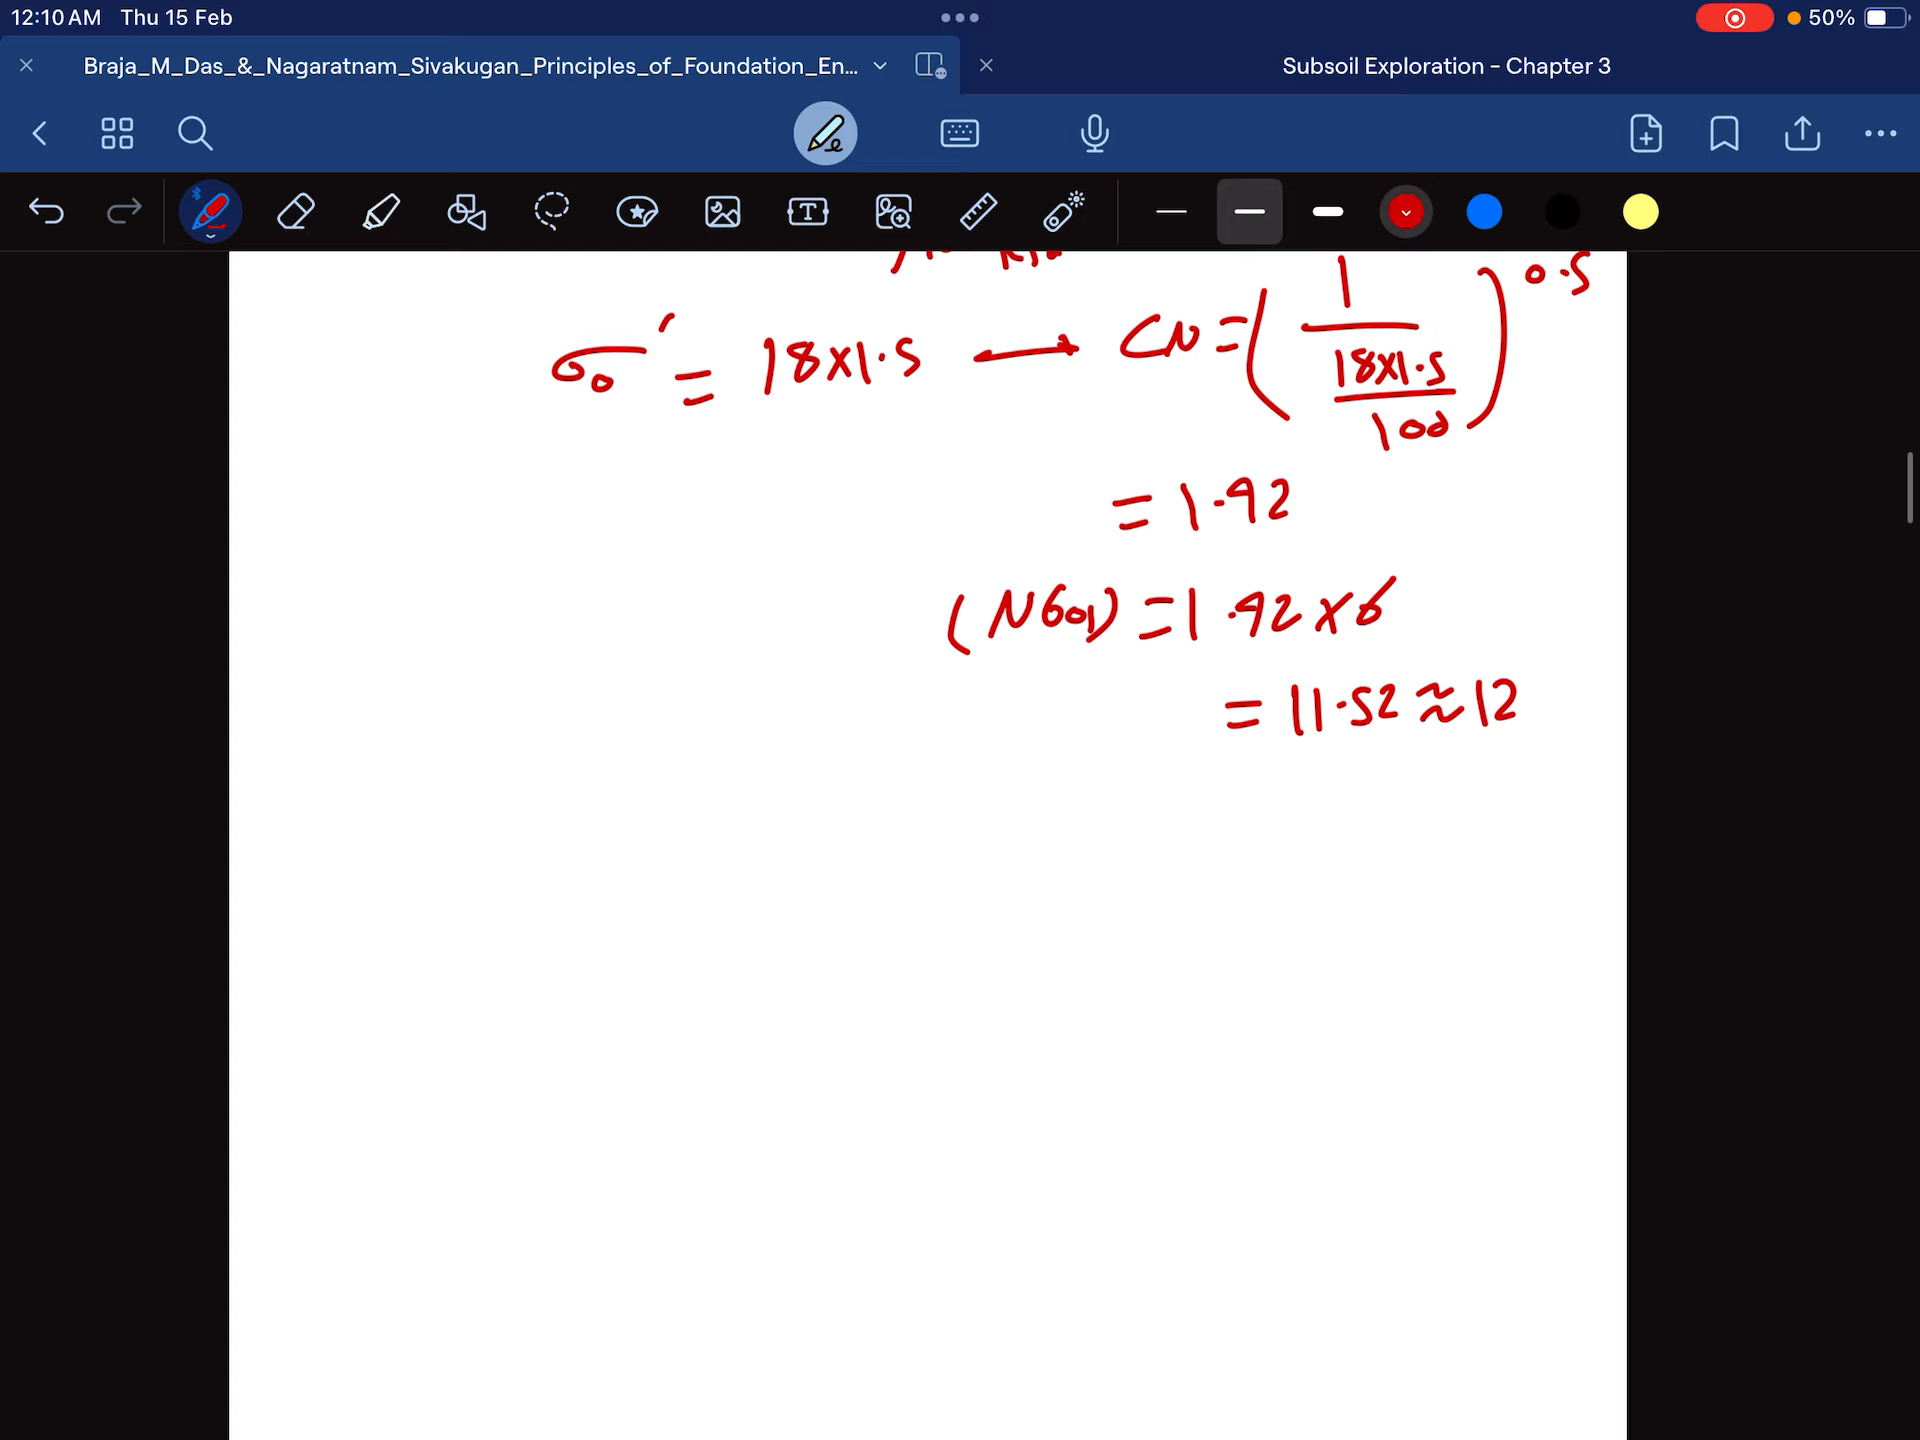 12:10 AM Thu 15 Feb
50%
Braja_M_Das_&_Nagaratnam_Sivakugan_Principles_of_Foundation_En...
Subsoil Exploration - Chapter 3
σo' = 18x1.5 → CN = (1 / (18x1.5 / 100))^0.5
= 1.92
(N60)1 = 1.92 x 6
= 11.52 ≈ 12